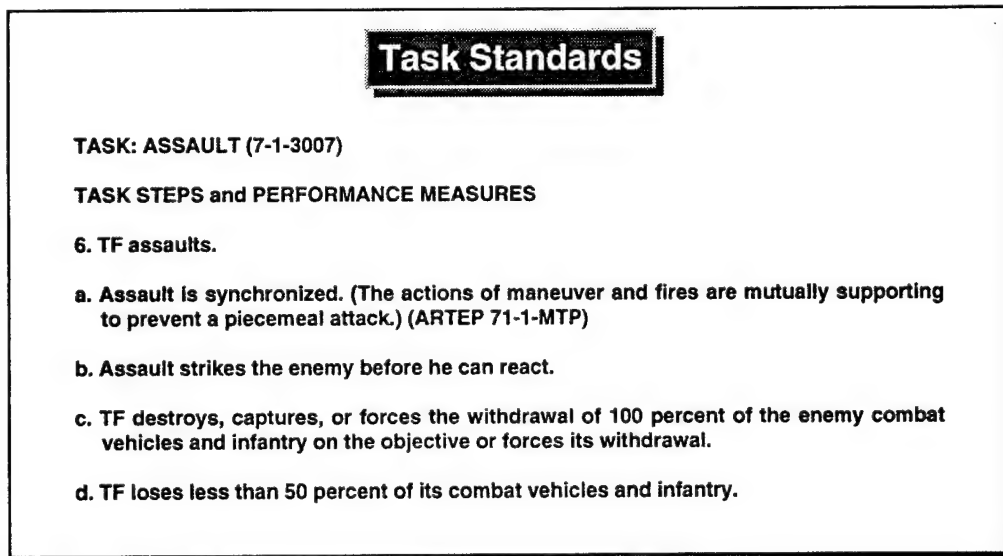 Task Standards
TASK: ASSAULT (7-1-3007)
TASK STEPS and PERFORMANCE MEASURES
6. TF assaults.
a. Assault is synchronized. (The actions of maneuver and fires are mutually supporting
to prevent a piecemeal attack.) (ARTEP 71-1-MTP)
b. Assault strikes the enemy before he can react.
c. TF destroys, captures, or forces the withdrawal of 100 percent of the enemy combat
vehicles and infantry on the objective or forces its withdrawal.
d. TF loses less than 50 percent of its combat vehicles and infantry.